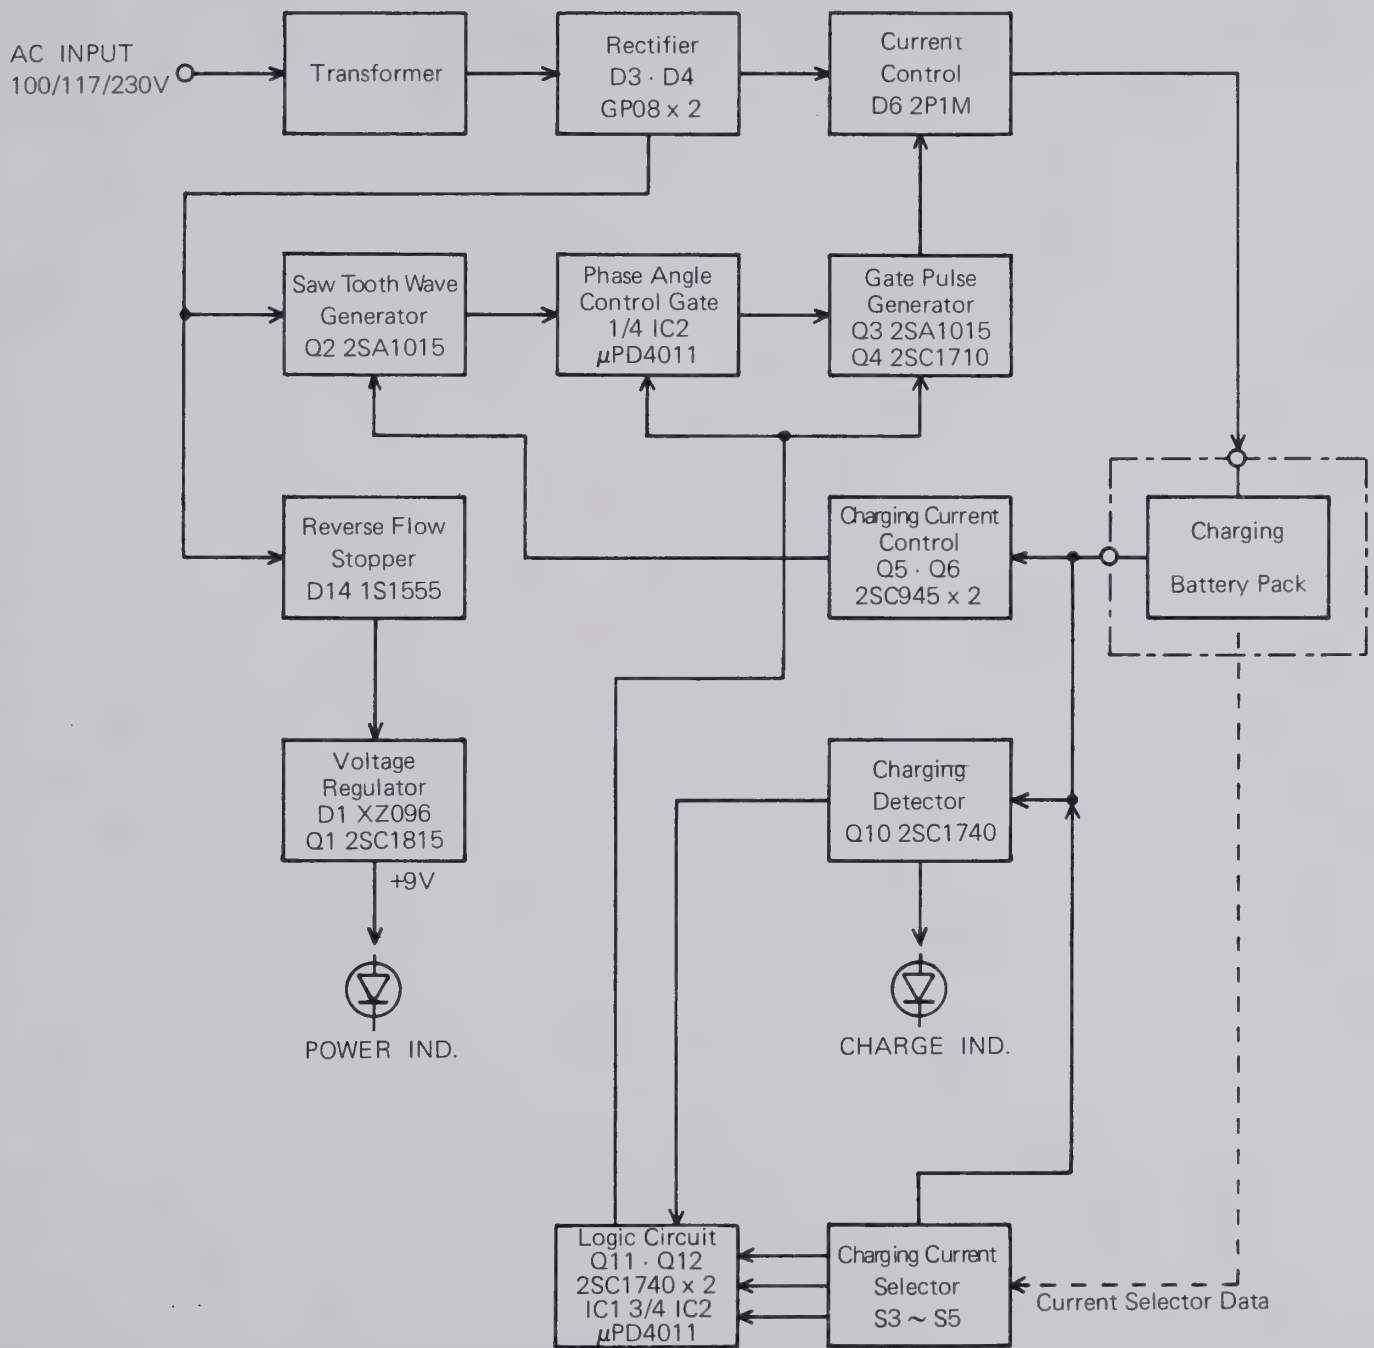 AC INPUT
100/117/230V
Transformer
Rectifier
D3 · D4
GP08 x 2
Current
Control
D6 2P1M
Saw Tooth Wave
Generator
Q2 2SA1015
Phase Angle
Control Gate
1/4 IC2
μPD4011
Gate Pulse
Generator
Q3 2SA1015
Q4 2SC1710
Reverse Flow
Stopper
D14 1S1555
Charging Current
Control
Q5 · Q6
2SC945 x 2
Charging
Battery Pack
Voltage
Regulator
D1 XZ096
Q1 2SC1815
+9V
POWER IND.
Charging
Detector
Q10 2SC1740
CHARGE IND.
Logic Circuit
Q11 · Q12
2SC1740 x 2
IC1 3/4 IC2
μPD4011
Charging Current
Selector
S3 ~ S5
Current Selector Data